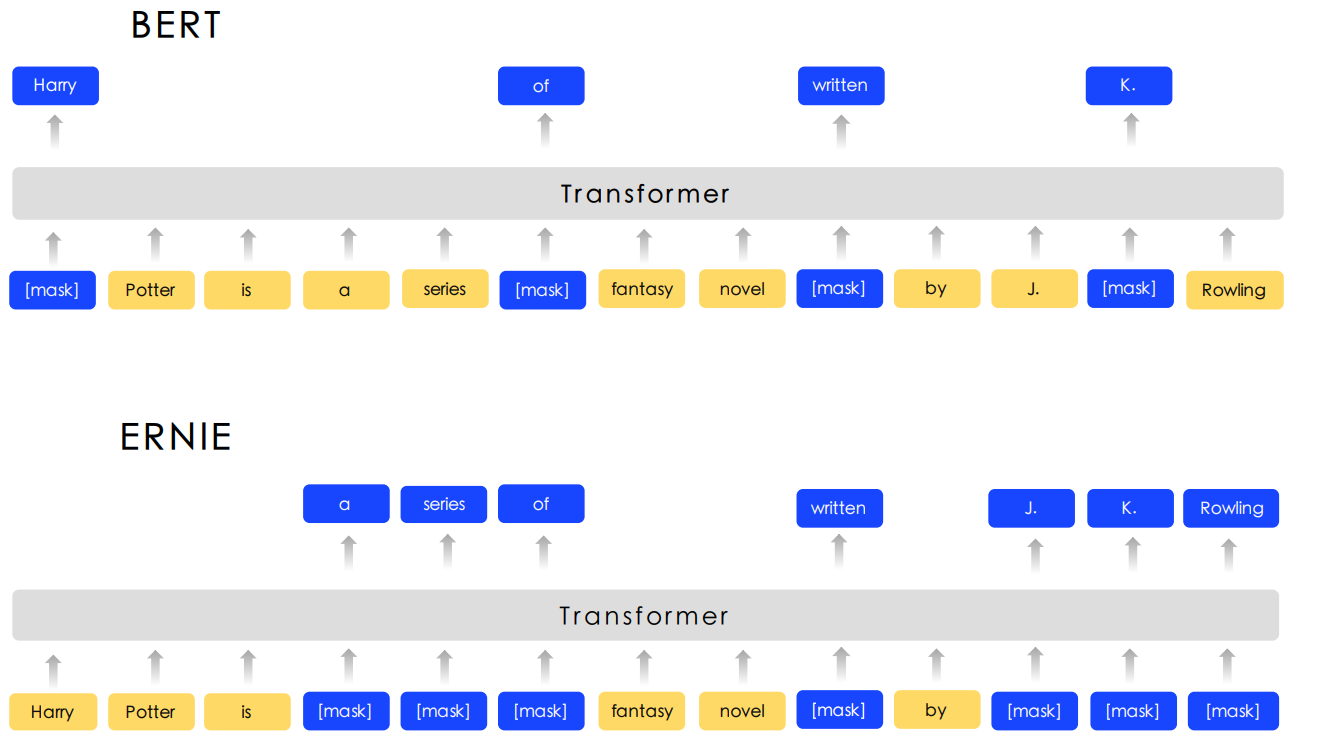 BERT
Harry of written K.
Transformer
[mask] Potter is a series [mask] fantasy novel [mask] by J. [mask] Rowling
ERNIE
a series of written J. K. Rowling
Transformer
Harry Potter is [mask] [mask] [mask] fantasy novel [mask] by [mask] [mask] [mask]